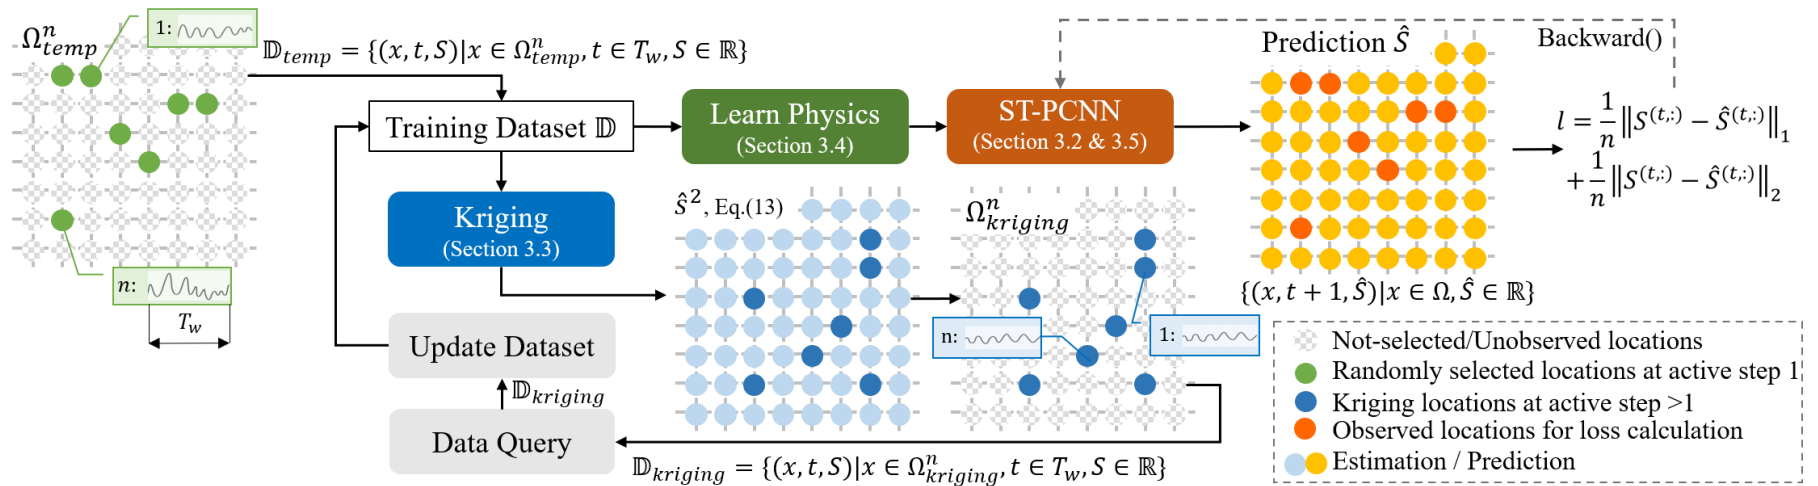 Ω^n_temp
1:
𝔻_temp = {(x, t, S)|x ∈ Ω^n_temp, t ∈ T_w, S ∈ ℝ}
n:
T_w
Training Dataset 𝔻
Learn Physics
(Section 3.4)
ST-PCNN
(Section 3.2 & 3.5)
Kriging
(Section 3.3)
Update Dataset
𝔻_kriging
Data Query
Ŝ², Eq.(13)
Ω^n_kriging
n:
1:
𝔻_kriging = {(x, t, S)|x ∈ Ω^n_kriging, t ∈ T_w, S ∈ ℝ}
Prediction Ŝ
{(x, t + 1, Ŝ)|x ∈ Ω, Ŝ ∈ ℝ}
Backward()
l = 1/n ‖S^(t,:) − Ŝ^(t,:)‖_1
+ 1/n ‖S^(t,:) − Ŝ^(t,:)‖_2
Not-selected/Unobserved locations
Randomly selected locations at active step 1
Kriging locations at active step >1
Observed locations for loss calculation
Estimation / Prediction